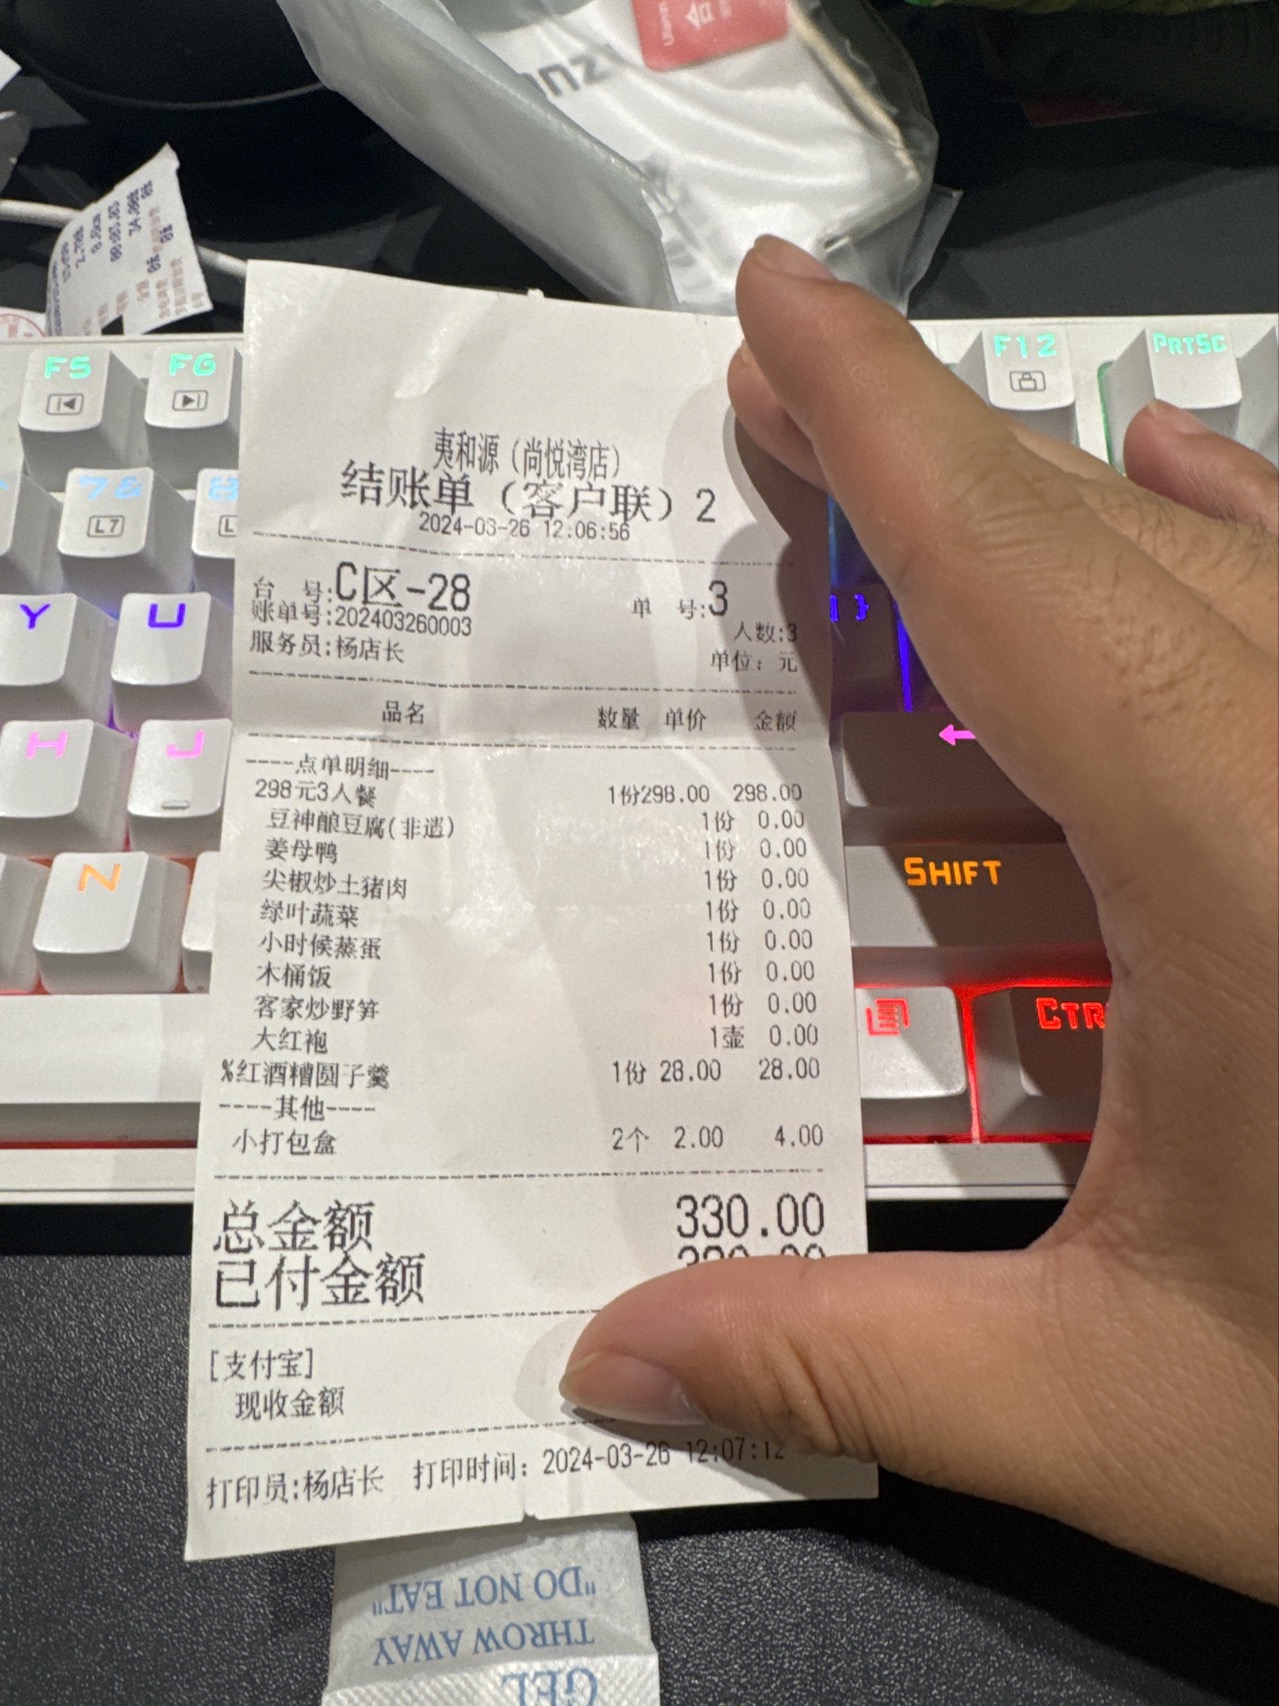 合
F5
F6
F12
PRTSC
7&
L7
Y
U
H
J
N
SHIFT
夷和源（尚悦湾店）
结账单（客户联）2
2024-03-26 12:06:56
台 号:C区-28 单 号:3
账单号:202403260003 人数:3
服务员:杨店长 单位: 元
品名 数量 单价 金额
----点单明细----
298元3人餐 1份298.00 298.00
豆神酿豆腐(非遗) 1份 0.00
姜母鸭 1份 0.00
尖椒炒土猪肉 1份 0.00
绿叶蔬菜 1份 0.00
小时候蒸蛋 1份 0.00
木桶饭 1份 0.00
客家炒野笋 1份 0.00
大红袍 1壶 0.00
%红酒糟圆子羹 1份 28.00 28.00
----其他----
小打包盒 2个 2.00 4.00
总金额 330.00
已付金额
[支付宝]
现收金额
打印员:杨店长 打印时间: 2024-03-26 12:07:12
"DO NOT EAT"
THROW AWAY
GEL